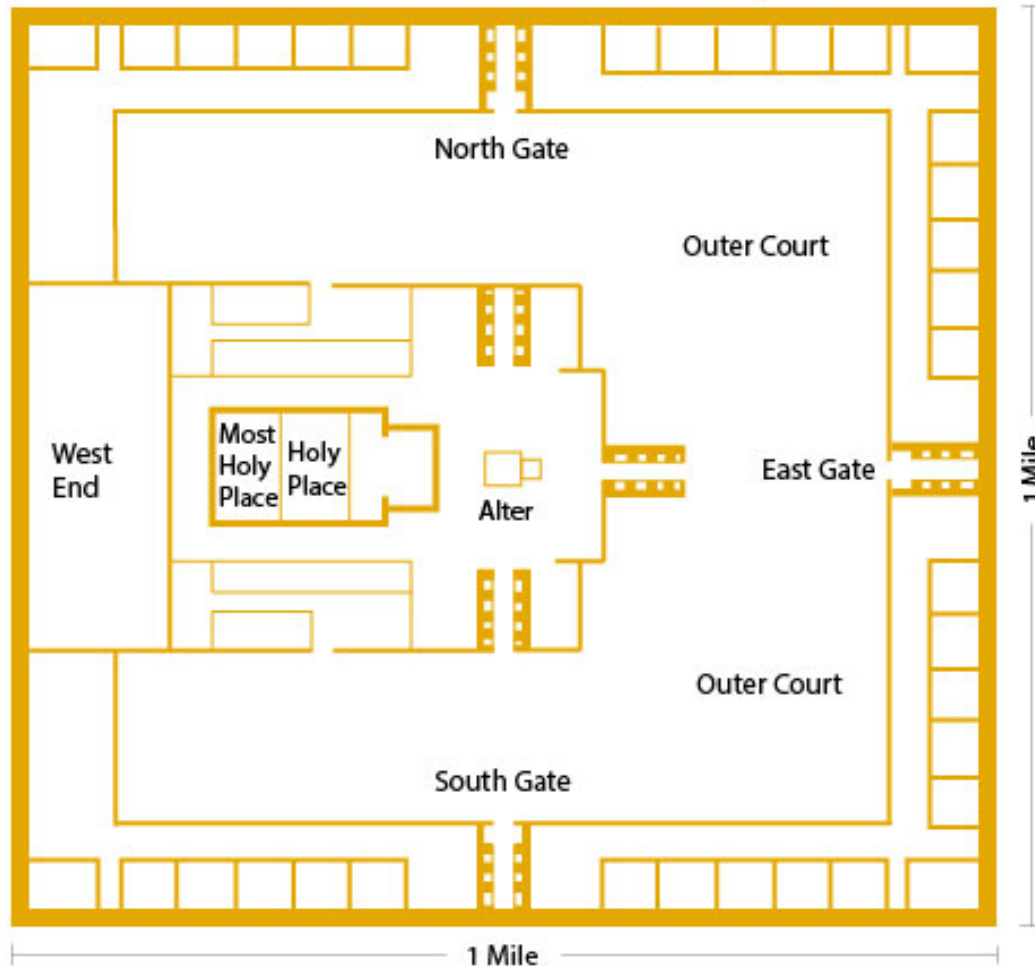 North Gate
Outer Court
West
End
Most
Holy
Place
Holy
Place
East Gate
1 Mile
Alter
Outer Court
South Gate
1 Mile